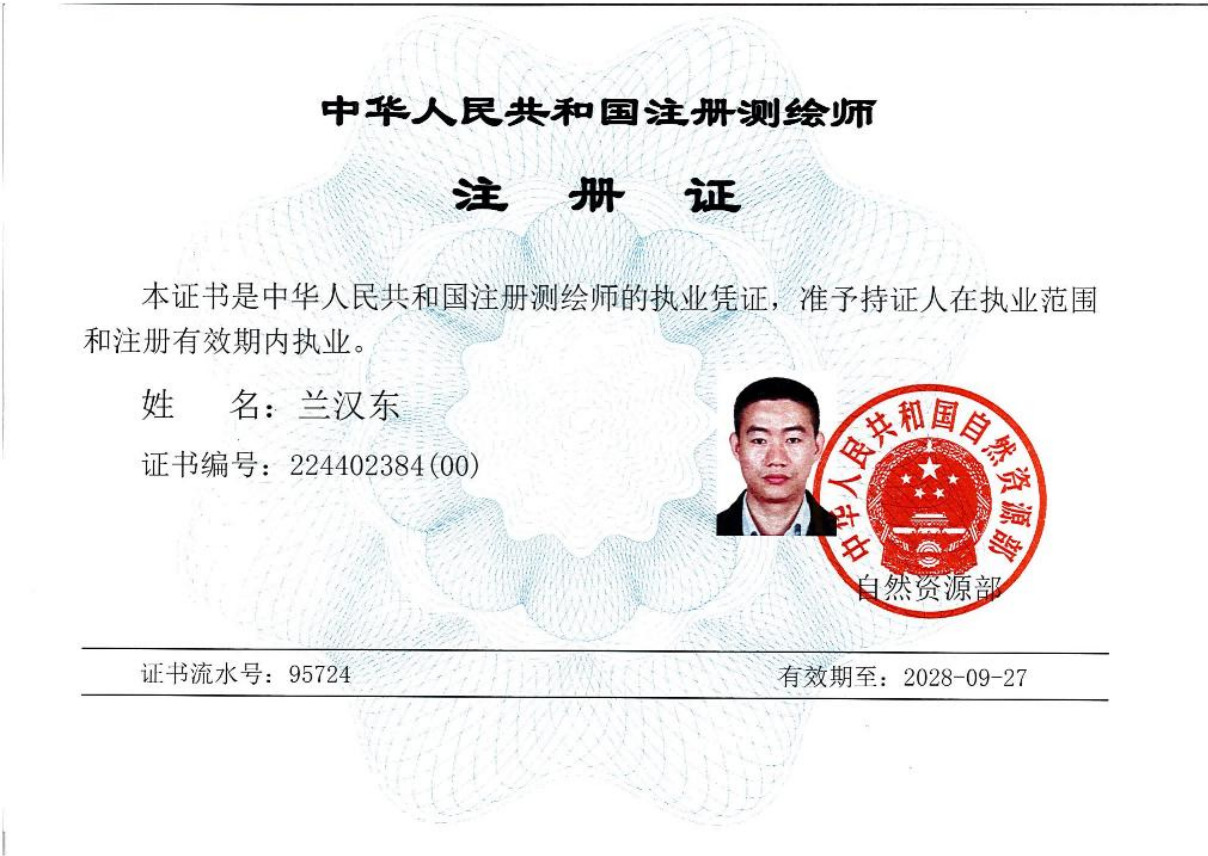 中华人民共和国注册测绘师
注 册 证
本证书是中华人民共和国注册测绘师的执业凭证，准予持证人在执业范围
和注册有效期内执业。
姓 名：兰汉东
证书编号：224402384(00)
中华人民共和国自然资源部
自然资源部
证书流水号：95724
有效期至：2028-09-27